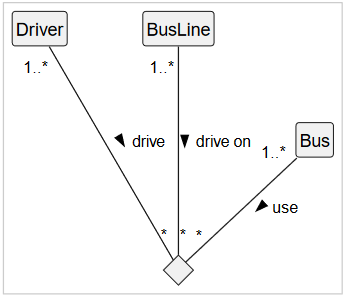 Driver
BusLine
1..*
1..*
drive
drive on
Bus
1..*
use
*
*
*